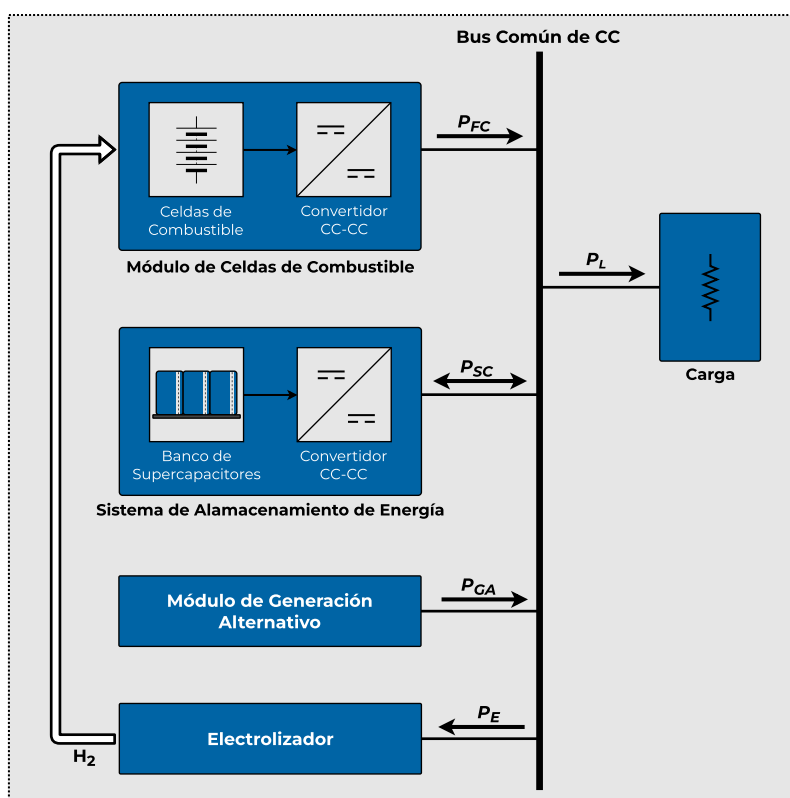 Bus Común de CC
P_FC
Celdas de
Combustible
Convertidor
CC-CC
Módulo de Celdas de Combustible
P_L
Carga
P_SC
Banco de
Supercapacitores
Convertidor
CC-CC
Sistema de Alamacenamiento de Energía
Módulo de Generación
Alternativo
P_GA
Electrolizador
P_E
H₂